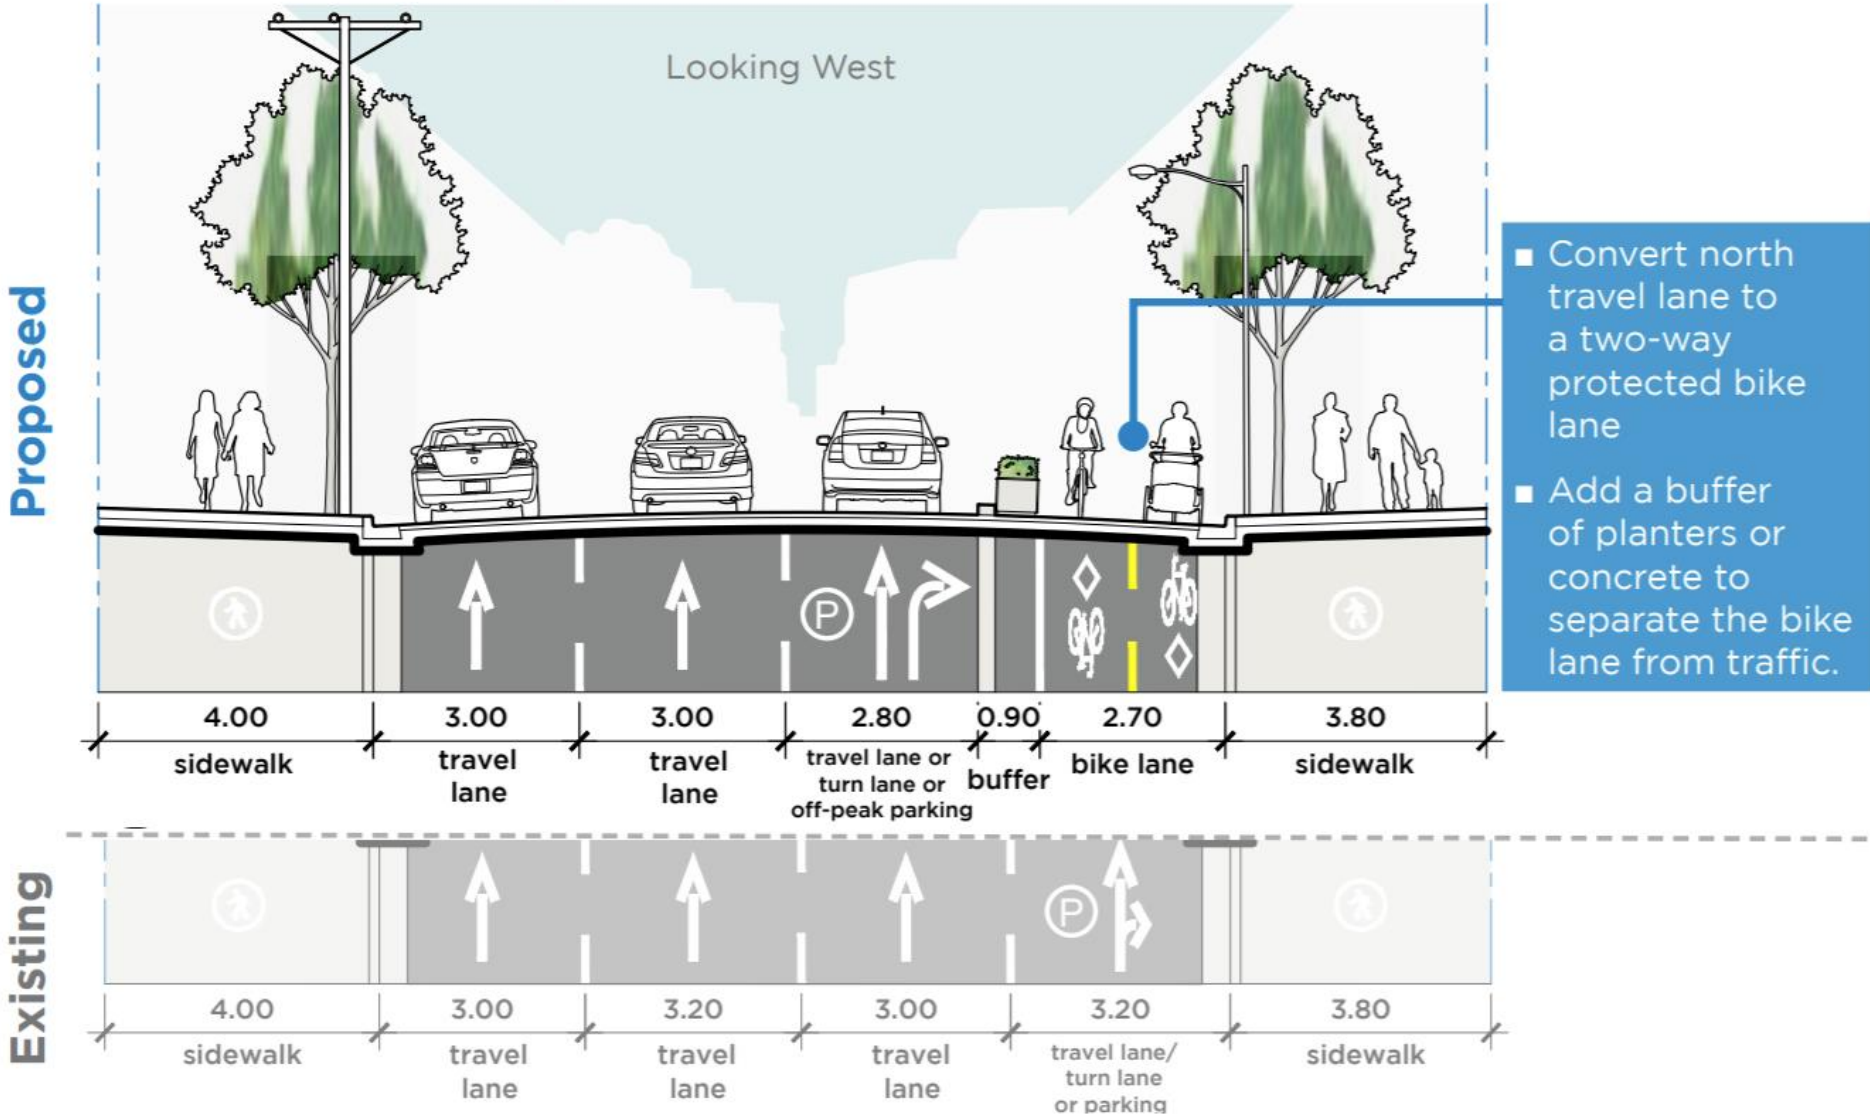 Looking West
Proposed
■ Convert north
travel lane to
a two-way
protected bike
lane
■ Add a buffer
of planters or
concrete to
separate the bike
lane from traffic.
P
4.00 3.00 3.00 2.80 0.90 2.70 3.80
sidewalk
travel
lane
travel
lane
travel lane or
turn lane or
off-peak parking
buffer
bike lane
sidewalk
Existing
P
4.00 3.00 3.20 3.00 3.20 3.80
sidewalk
travel
lane
travel
lane
travel
lane
travel lane/
turn lane
or parking
sidewalk